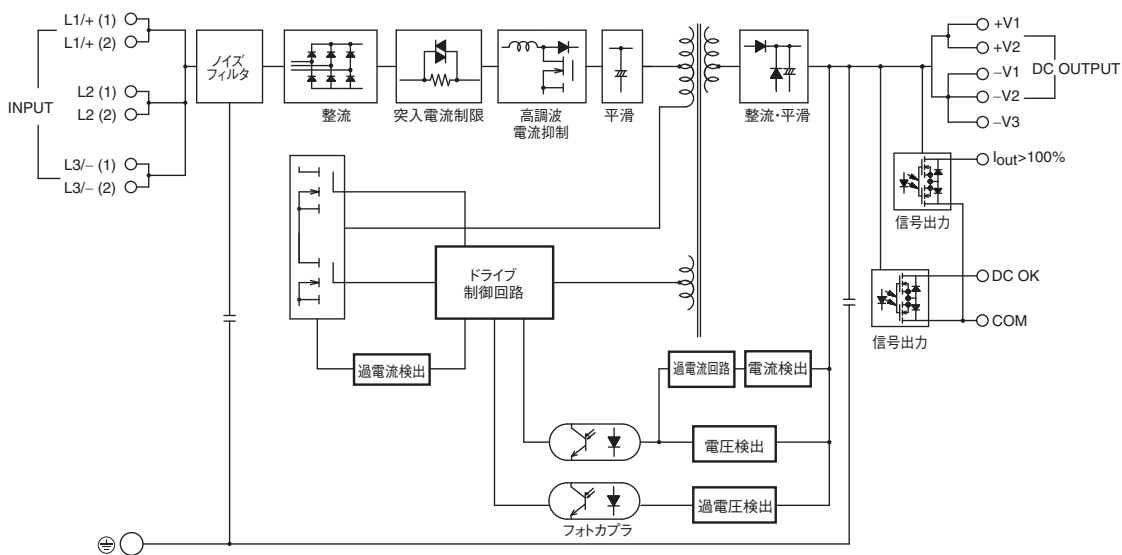 L1/+ (1)
L1/+ (2)
INPUT
L2 (1)
L2 (2)
L3/− (1)
L3/− (2)
ノイズ
フィルタ
整流
突入電流制限
高調波
電流抑制
平滑
整流・平滑
+V1
+V2
DC OUTPUT
−V1
−V2
−V3
Iout>100%
信号出力
DC OK
COM
信号出力
ドライブ
制御回路
過電流検出
過電流回路
電流検出
電圧検出
過電圧検出
フォトカプラ